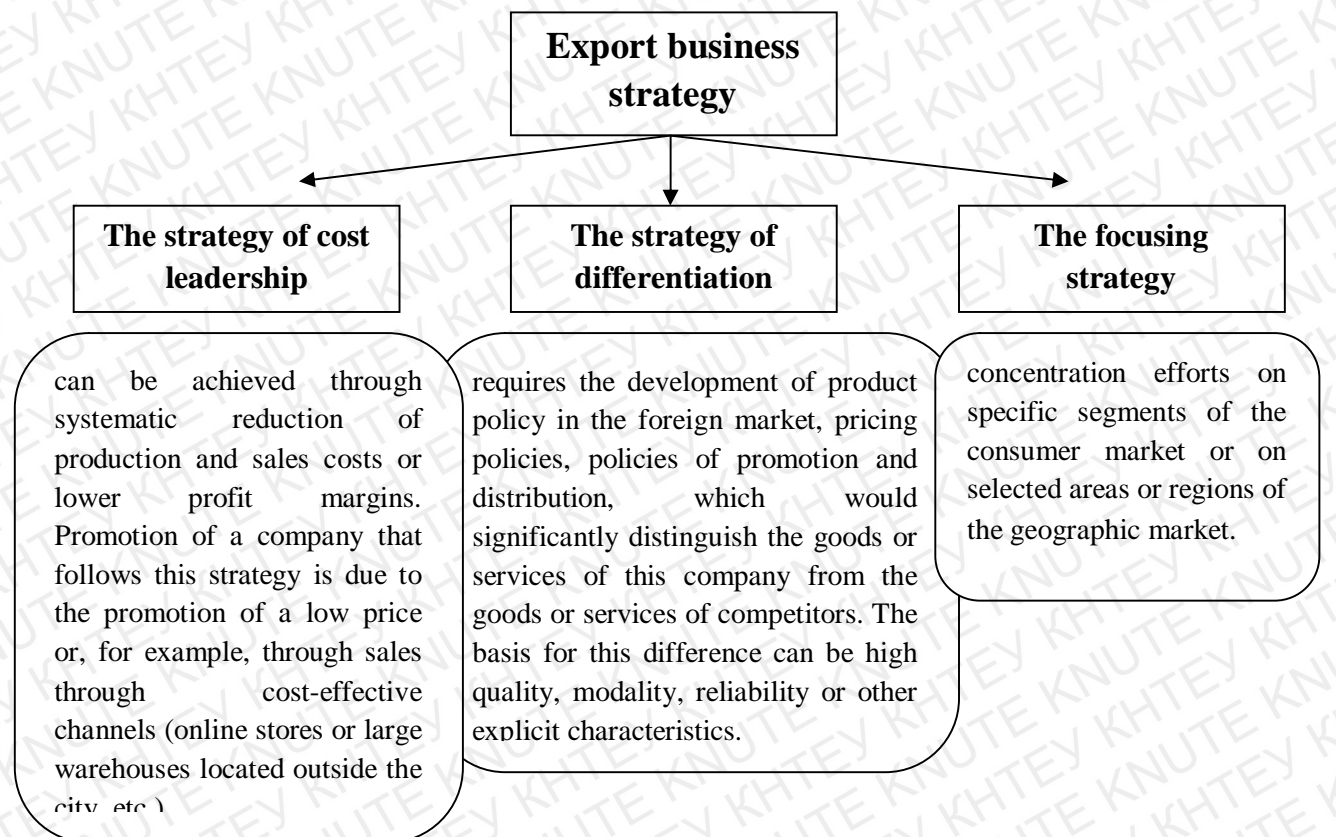 Export business
strategy
The strategy of cost
leadership
The strategy of
differentiation
The focusing
strategy
can be achieved through
systematic reduction of
production and sales costs or
lower profit margins.
Promotion of a company that
follows this strategy is due to
the promotion of a low price
or, for example, through sales
through cost-effective
channels (online stores or large
warehouses located outside the
city, etc.)
requires the development of product
policy in the foreign market, pricing
policies, policies of promotion and
distribution, which would
significantly distinguish the goods or
services of this company from the
goods or services of competitors. The
basis for this difference can be high
quality, modality, reliability or other
explicit characteristics.
concentration efforts on
specific segments of the
consumer market or on
selected areas or regions of
the geographic market.